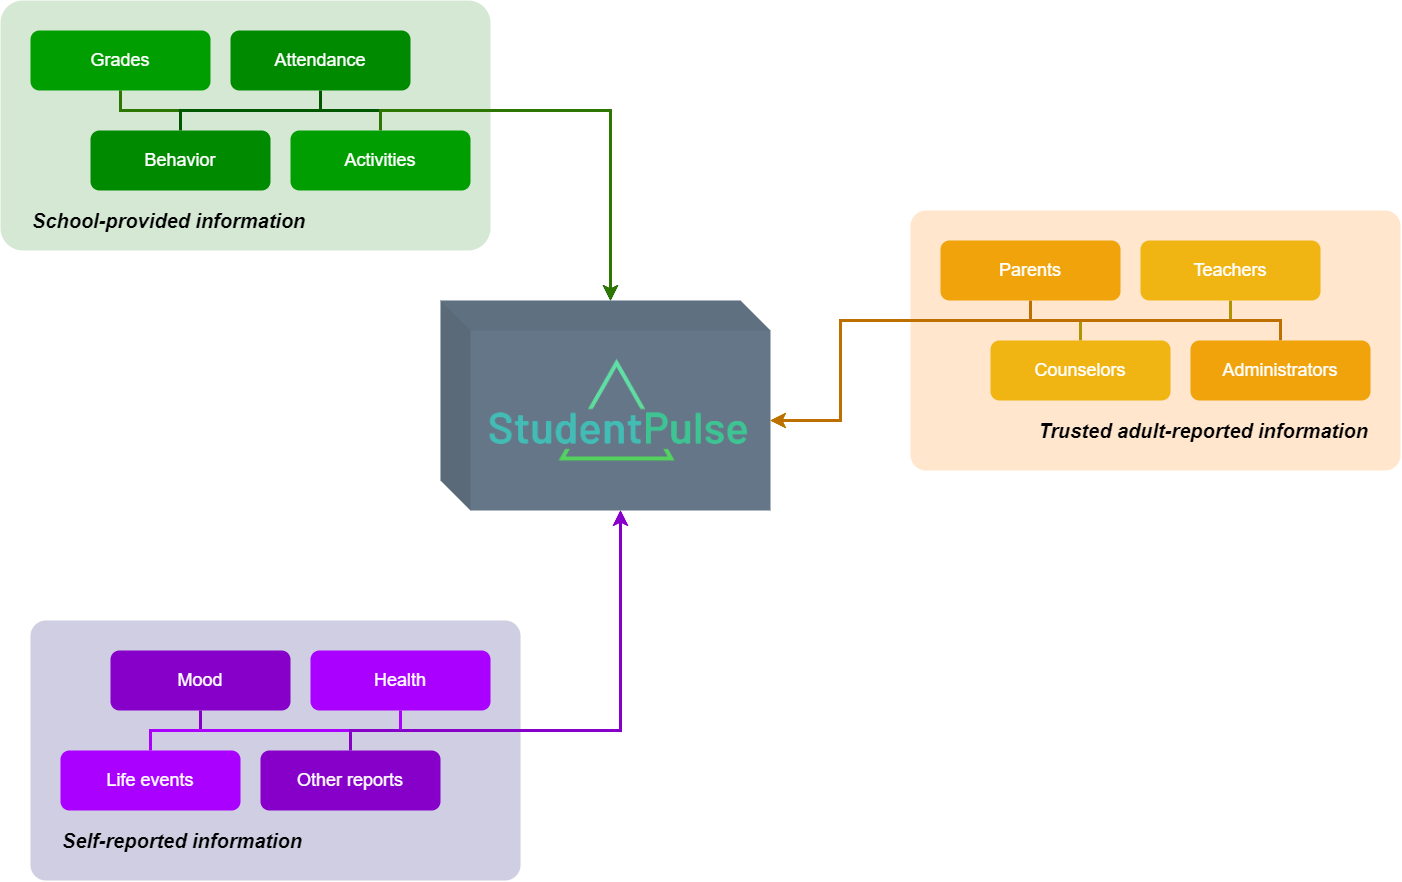 Grades
Attendance
Behavior
Activities
School-provided information
Parents
Teachers
Counselors
Administrators
Trusted adult-reported information
StudentPulse
Mood
Health
Life events
Other reports
Self-reported information